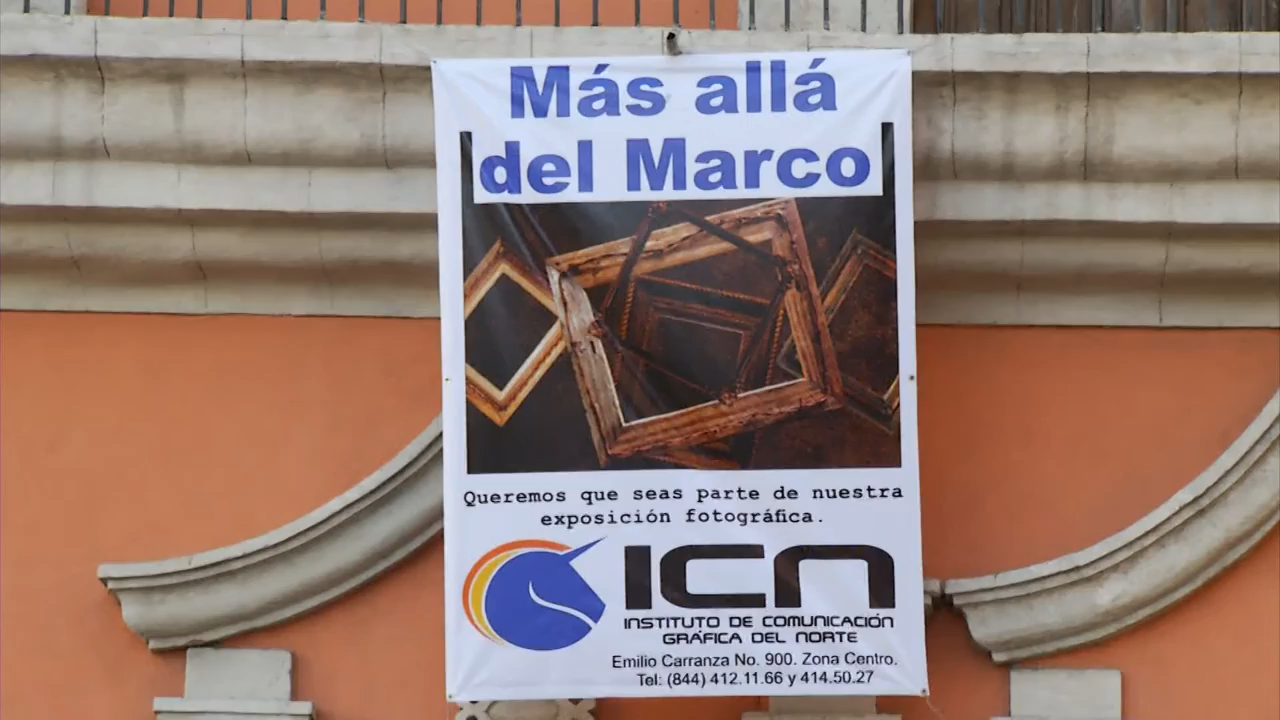 Más allá
del Marco
Queremos que seas parte de nuestra
exposición fotográfica.
ICN
INSTITUTO DE COMUNICACIÓN
GRÁFICA DEL NORTE
Emilio Carranza No. 900. Zona Centro.
Tel: (844) 412.11.66 y 414.50.27